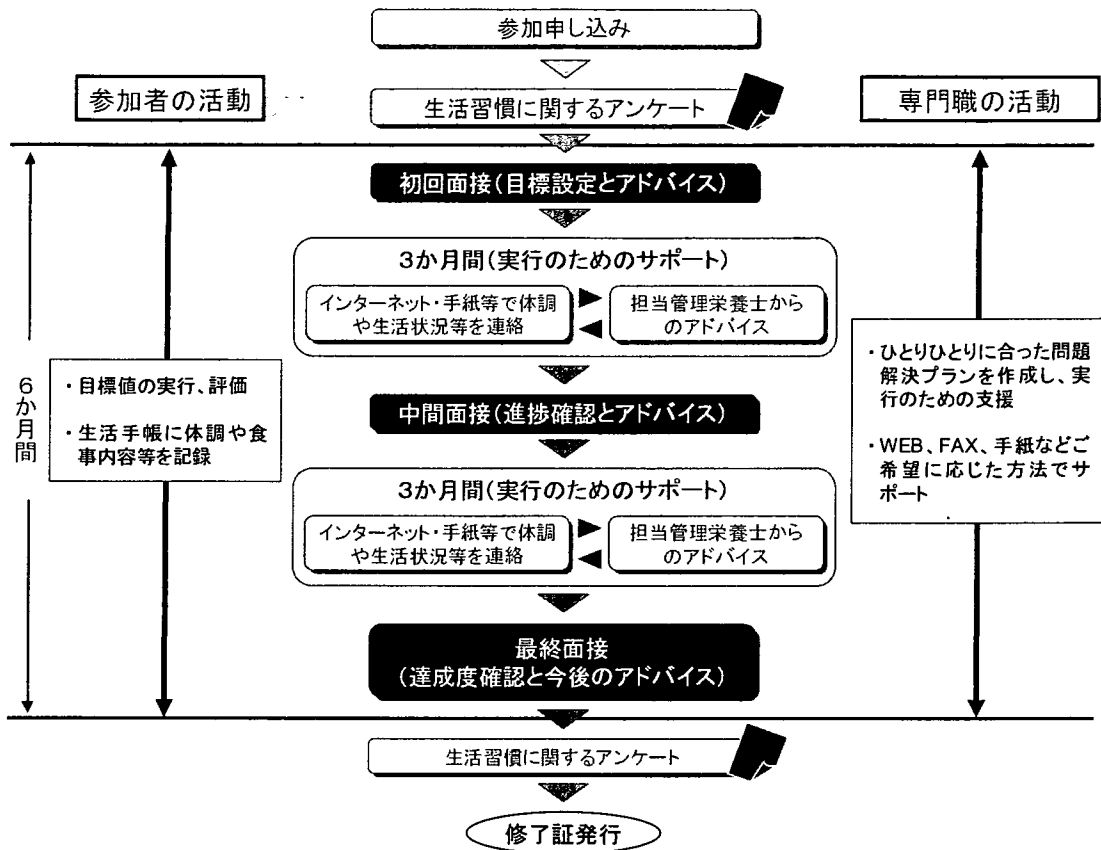 参加申し込み
参加者の活動
生活習慣に関するアンケート
専門職の活動
初回面接(目標設定とアドバイス)
3か月間(実行のためのサポート)
インターネット・手紙等で体調
や生活状況等を連絡
担当管理栄養士から
のアドバイス
6か月間
・目標値の実行、評価
・生活手帳に体調や食
事内容等を記録
・ひとりひとりに合った問題
解決プランを作成し、実
行のための支援
・WEB、FAX、手紙などご
希望に応じた方法でサ
ポート
中間面接(進捗確認とアドバイス)
3か月間(実行のためのサポート)
インターネット・手紙等で体調
や生活状況等を連絡
担当管理栄養士から
のアドバイス
最終面接
(達成度確認と今後のアドバイス)
生活習慣に関するアンケート
修了証発行